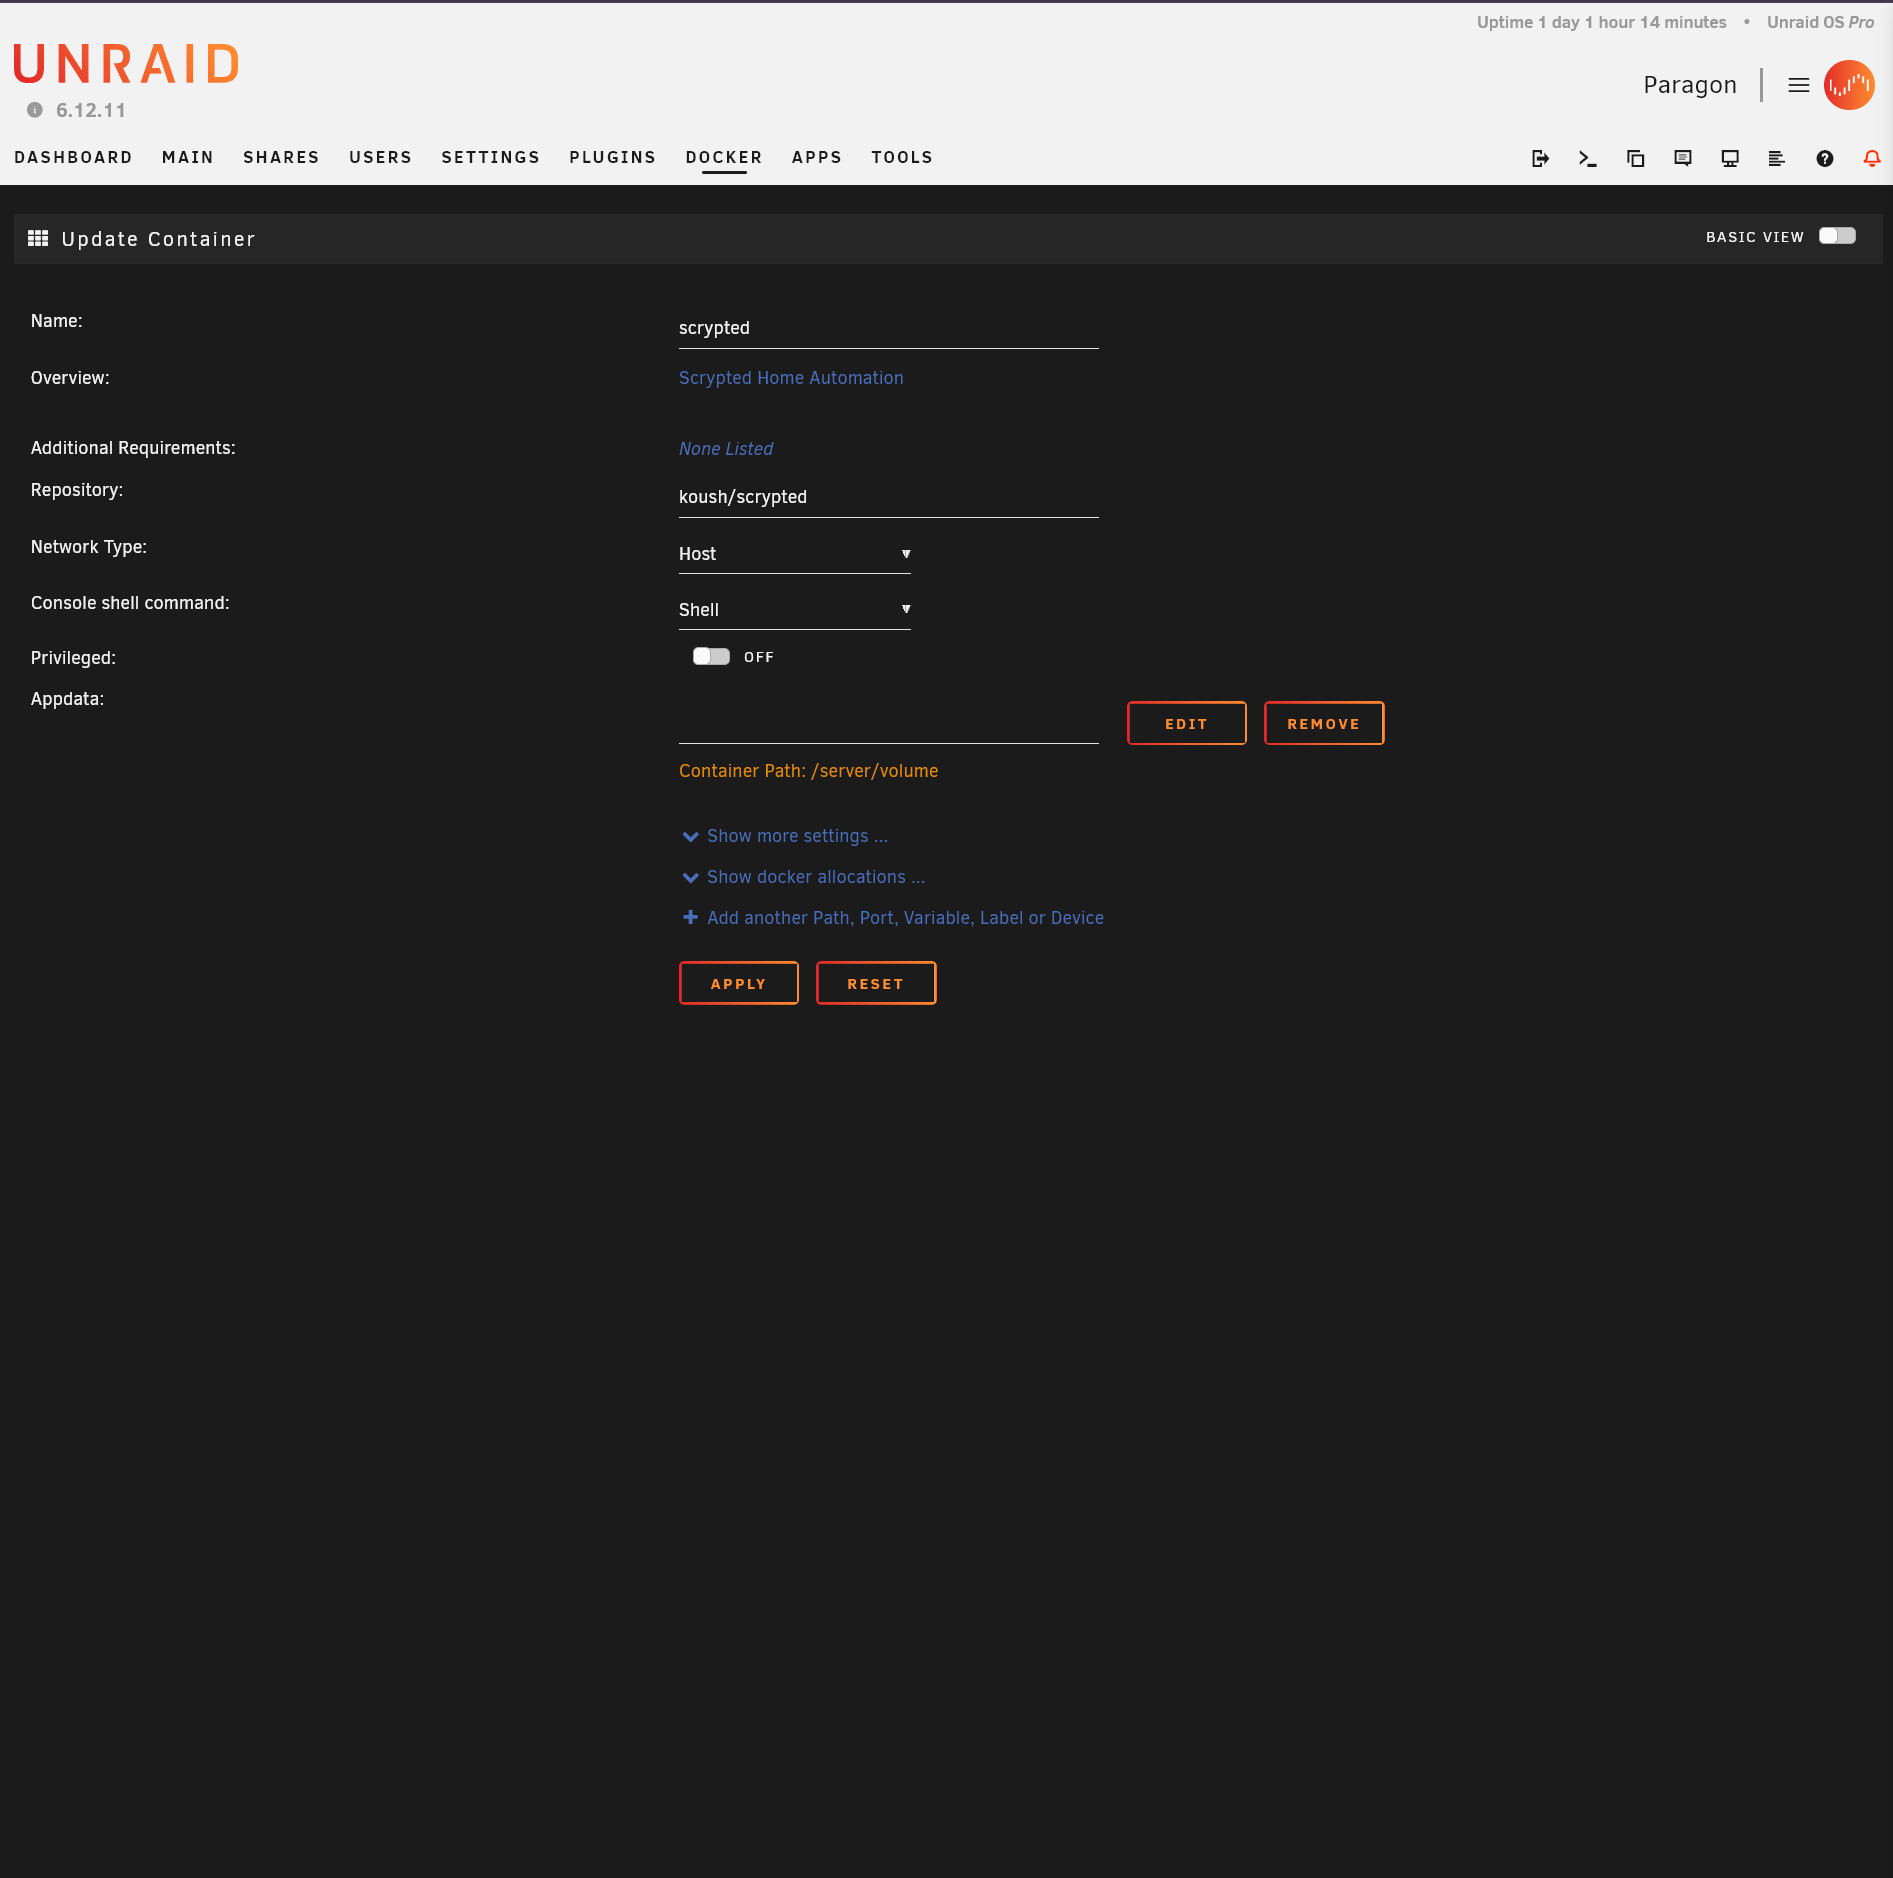 Uptime 1 day 1 hour 14 minutes • Unraid OS Pro
UNRAID
6.12.11
Paragon
DASHBOARD MAIN SHARES USERS SETTINGS PLUGINS DOCKER APPS TOOLS
Update Container
BASIC VIEW
Name:
scrypted
Overview:
Scrypted Home Automation
Additional Requirements:
None Listed
Repository:
koush/scrypted
Network Type:
Host
Console shell command:
Shell
Privileged:
OFF
Appdata:
EDIT REMOVE
Container Path: /server/volume
Show more settings ...
Show docker allocations ...
Add another Path, Port, Variable, Label or Device
APPLY RESET